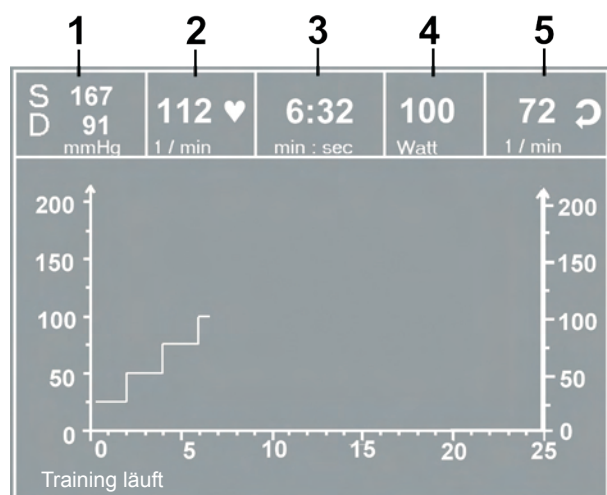 1 2 3 4 5
S 167
D 91
mmHg
112 ♥
1 / min
6:32
min : sec
100
Watt
72
1 / min
200 200
150 150
100 100
50 50
0 0
0 5 10 15 20 25
Training läuft